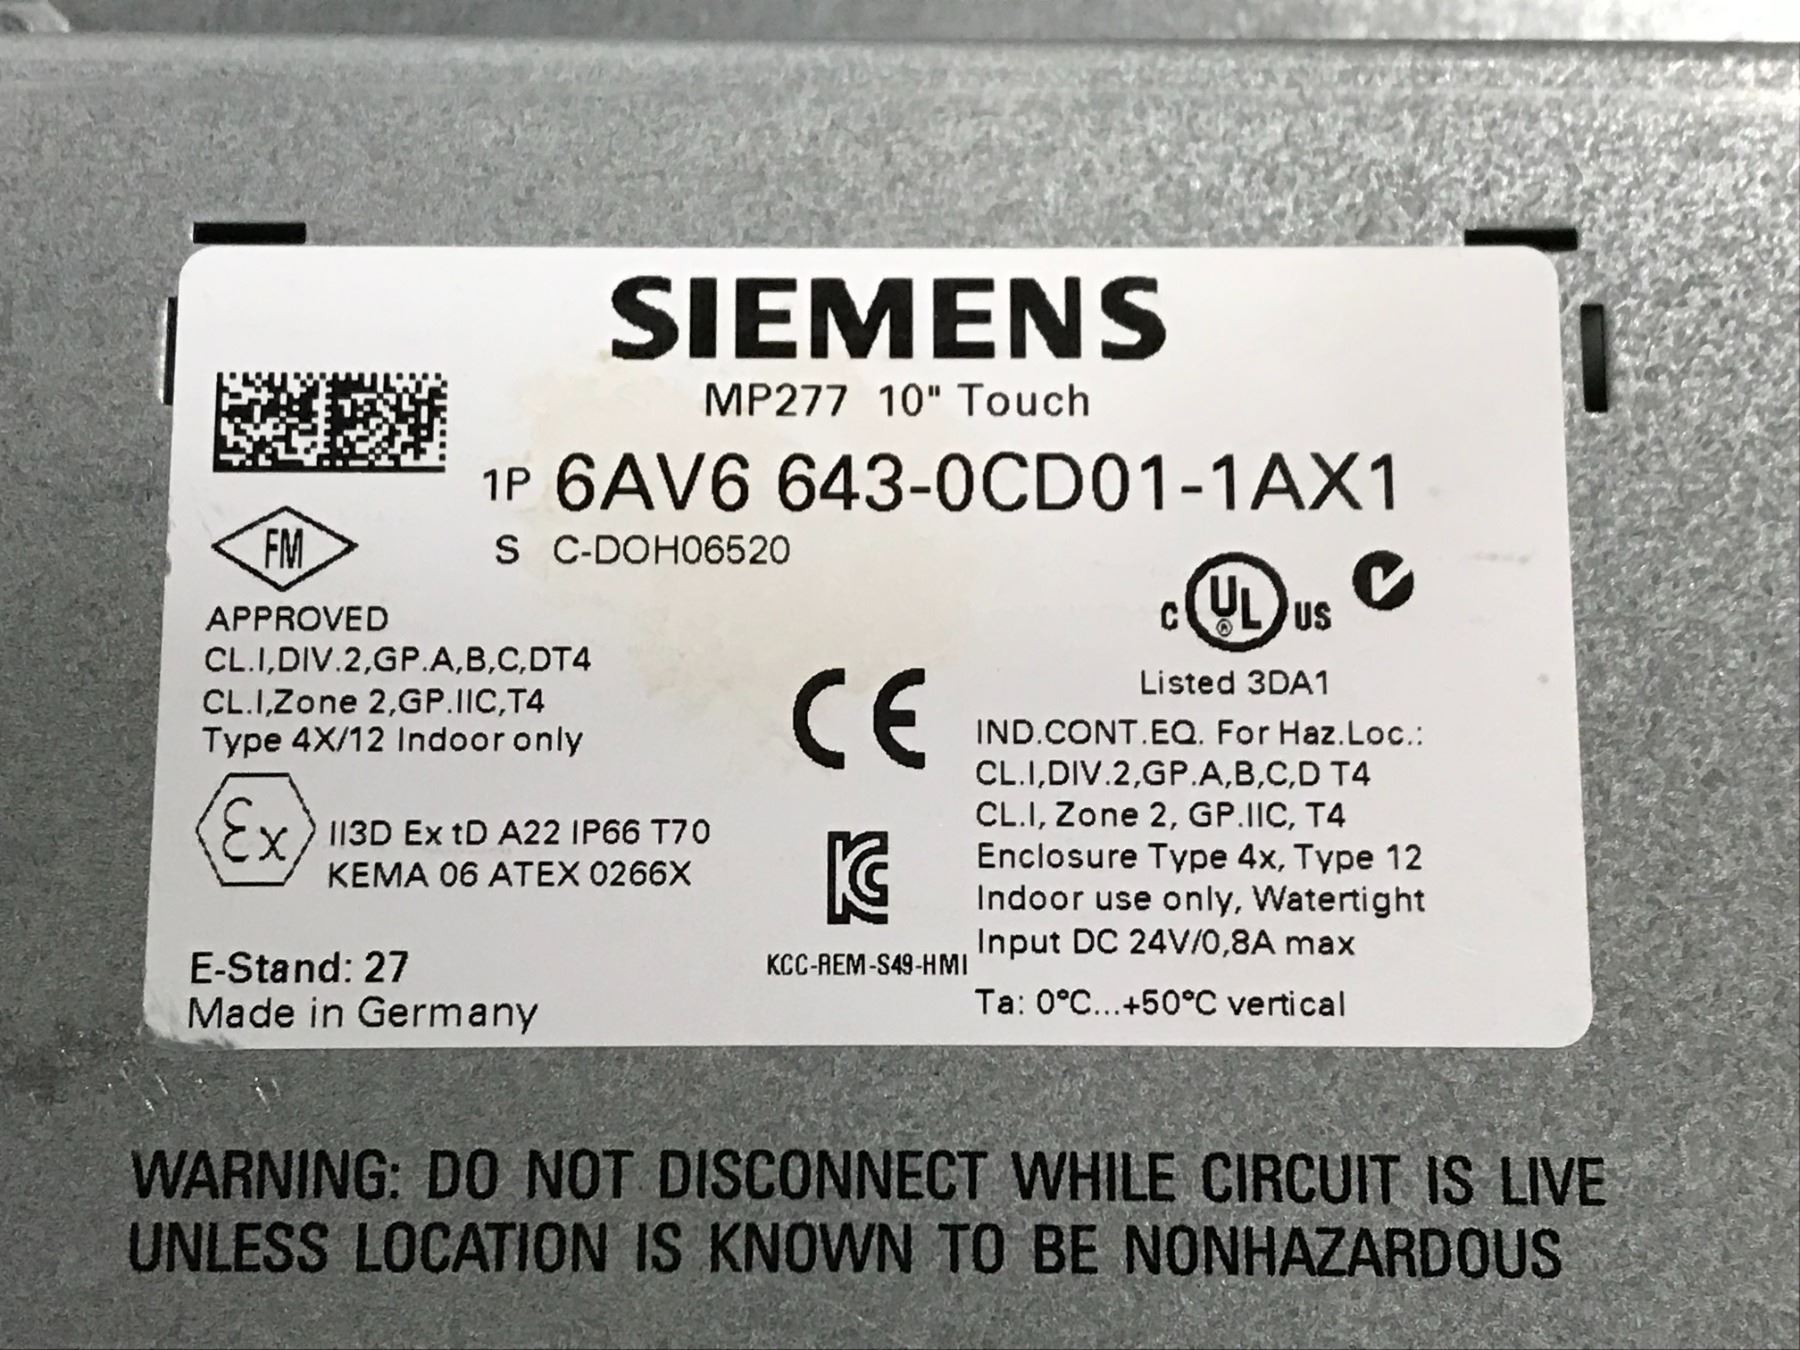 SIEMENS
MP277 10" Touch
1P 6AV6 643-0CD01-1AX1
S C-DOH06520
FM
APPROVED
CL.I,DIV.2,GP.A,B,C,DT4
CL.I,Zone 2,GP.IIC,T4
Type 4X/12 Indoor only
Ex II3D Ex tD A22 IP66 T70
KEMA 06 ATEX 0266X
E-Stand: 27
Made in Germany
CE
KC
KCC-REM-S49-HMI
C UL ® US
Listed 3DA1
IND.CONT.EQ. For Haz.Loc.:
CL.I,DIV.2,GP.A,B,C,D T4
CL.I, Zone 2, GP.IIC, T4
Enclosure Type 4x, Type 12
Indoor use only, Watertight
Input DC 24V/0,8A max
Ta: 0°C...+50°C vertical
WARNING: DO NOT DISCONNECT WHILE CIRCUIT IS LIVE
UNLESS LOCATION IS KNOWN TO BE NONHAZARDOUS